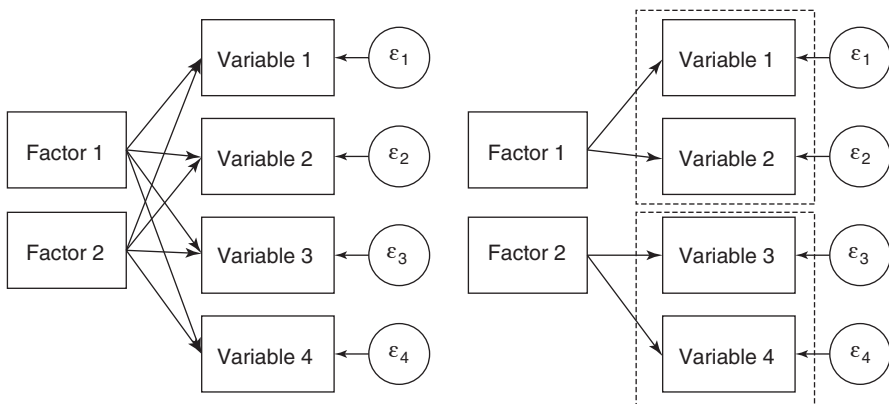 Variable 1
ε1
Factor 1
Variable 2
ε2
Factor 2
Variable 3
ε3
Variable 4
ε4
Variable 1
ε1
Factor 1
Variable 2
ε2
Factor 2
Variable 3
ε3
Variable 4
ε4